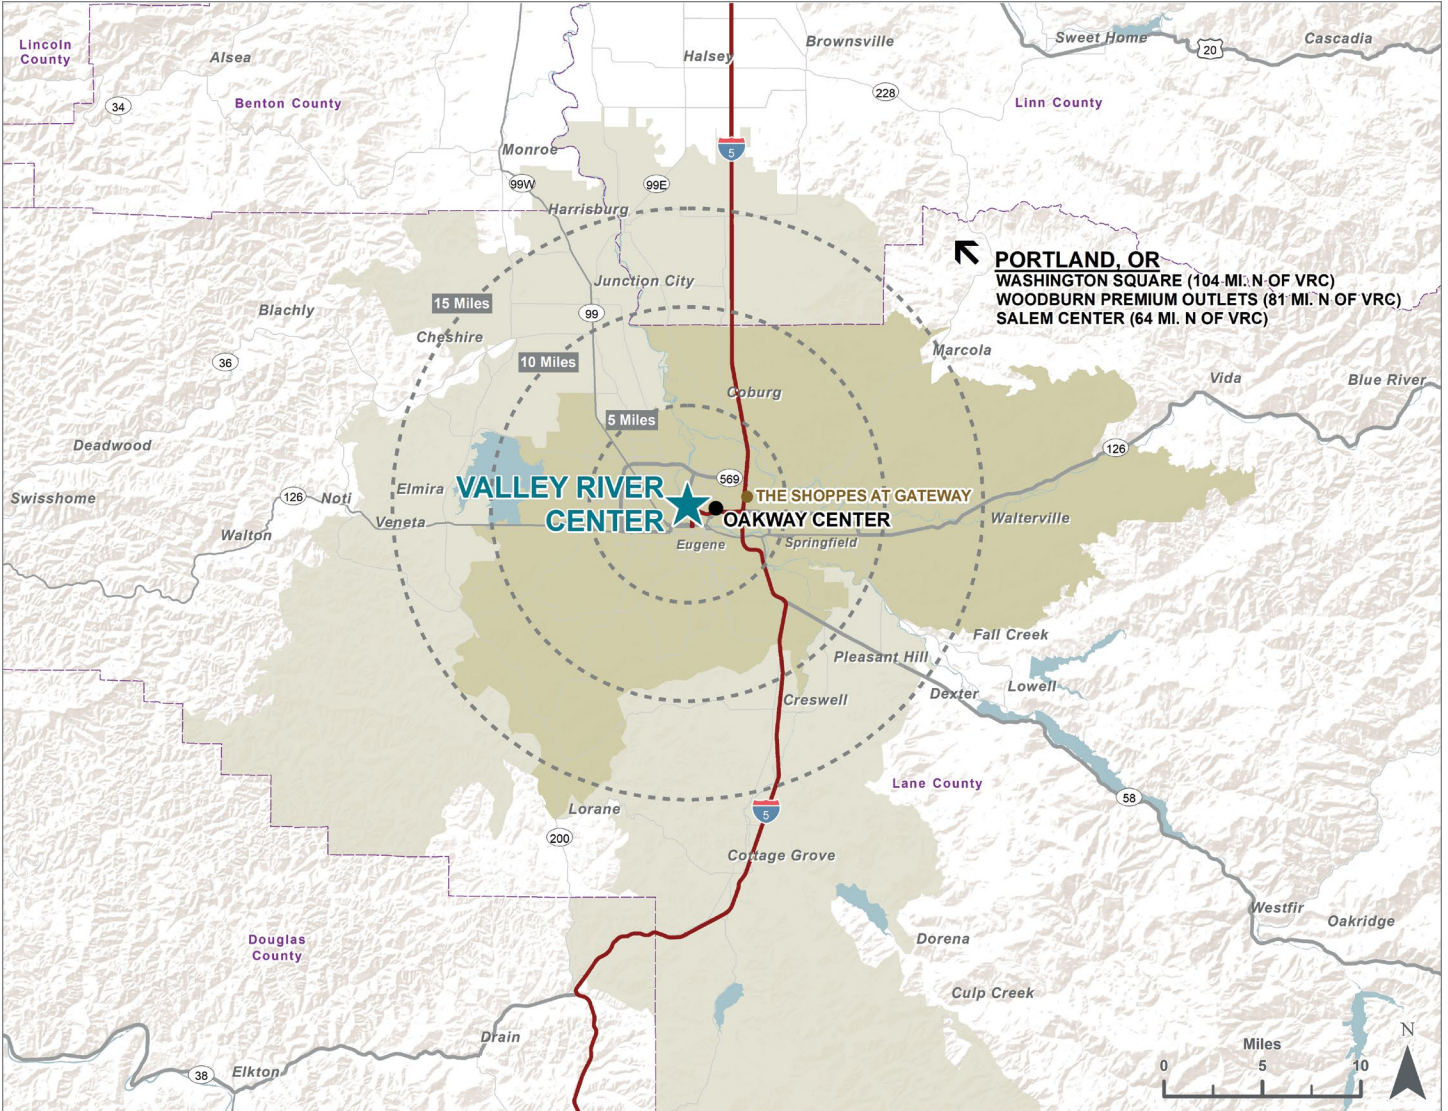 Lincoln
County
Alsea
34
Benton County
Halsey
Brownsville
228
Sweet Home
20
Cascadia
Linn County
Monroe
5
99W
99E
Harrisburg
PORTLAND, OR
WASHINGTON SQUARE (104 MI. N OF VRC)
WOODBURN PREMIUM OUTLETS (81 MI. N OF VRC)
SALEM CENTER (64 MI. N OF VRC)
Junction City
15 Miles
Blachly
99
Cheshire
36
10 Miles
Marcola
Vida
Blue River
Coburg
5 Miles
Deadwood
126
569
Swisshome
126
Noti
Elmira
VALLEY RIVER
CENTER
THE SHOPPES AT GATEWAY
OAKWAY CENTER
Walterville
Veneta
Walton
Eugene
Springfield
Fall Creek
Pleasant Hill
Dexter
Lowell
Creswell
Lane County
58
5
Lorane
200
Cottage Grove
Westfir
Oakridge
Douglas
County
Dorena
Culp Creek
Drain
38
Elkton
Miles
0 5 10
N